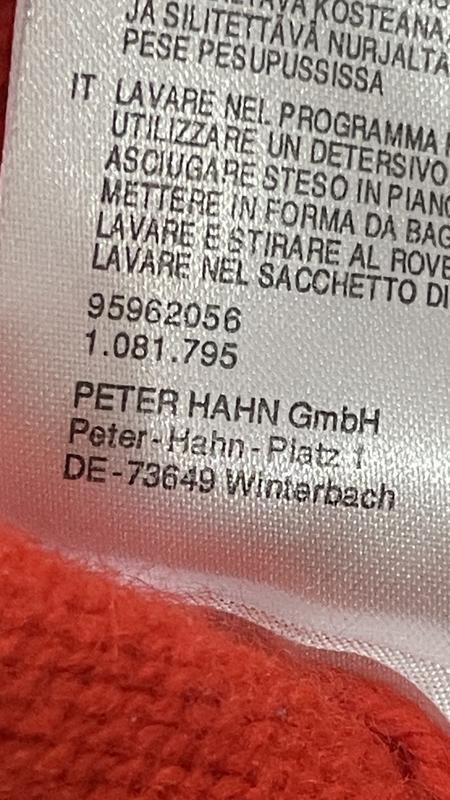 KOSTEANA
JA SILITETTÄVÄ NURJALTA
PESE PESUPUSSISSA
IT LAVARE NEL PROGRAMMA
UTILIZZARE UN DETERSIVO
ASCIUGARE STESO IN PIANO
METTERE IN FORMA DA BAG
LAVARE E STIRARE AL ROVE
LAVARE NEL SACCHETTO DI
95962056
1.081.795
PETER HAHN GmbH
Peter-Hahn-Platz 1
DE-73649 Winterbach